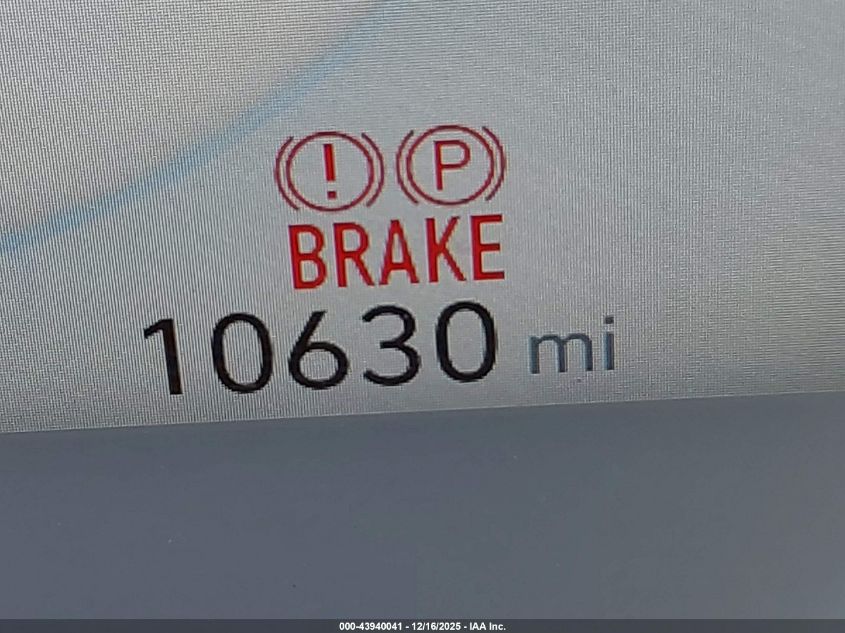 ! P
BRAKE
10630 mi
000-43940041 - 12/16/2025 - IAA Inc.